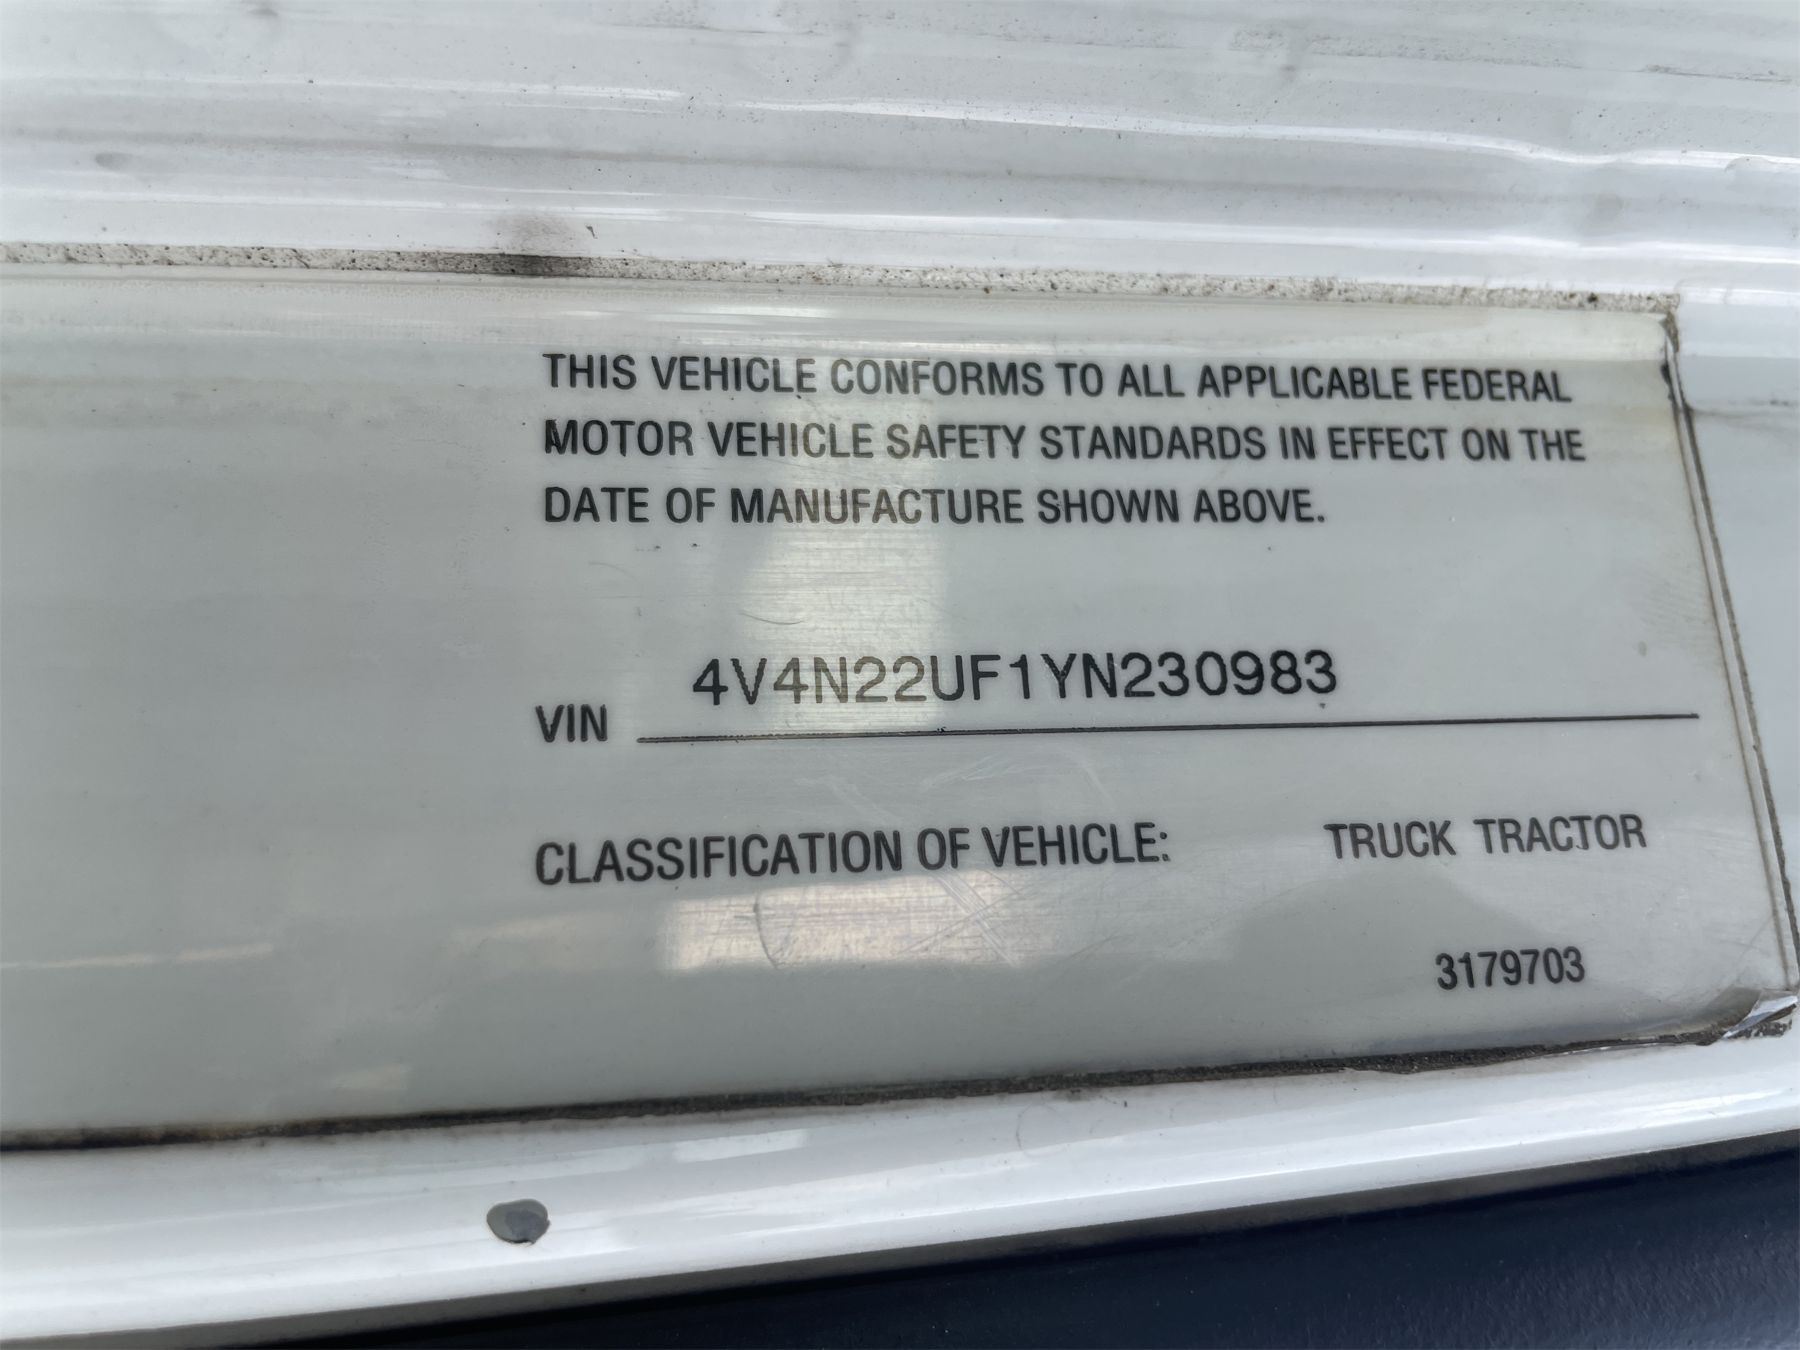 THIS VEHICLE CONFORMS TO ALL APPLICABLE FEDERAL
MOTOR VEHICLE SAFETY STANDARDS IN EFFECT ON THE
DATE OF MANUFACTURE SHOWN ABOVE.
VIN 4V4N22UF1YN230983
CLASSIFICATION OF VEHICLE: TRUCK TRACTOR
3179703